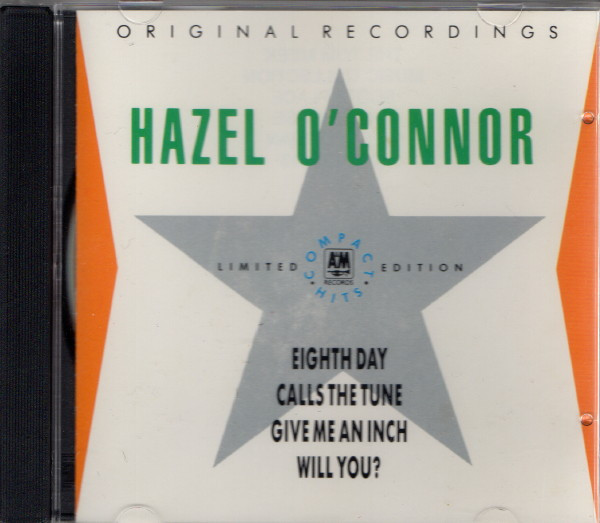 ORIGINAL RECORDINGS
HAZEL O'CONNOR
LIMITED COMPACT HITS EDITION
A&M
RECORDS
EIGHTH DAY
CALLS THE TUNE
GIVE ME AN INCH
WILL YOU?